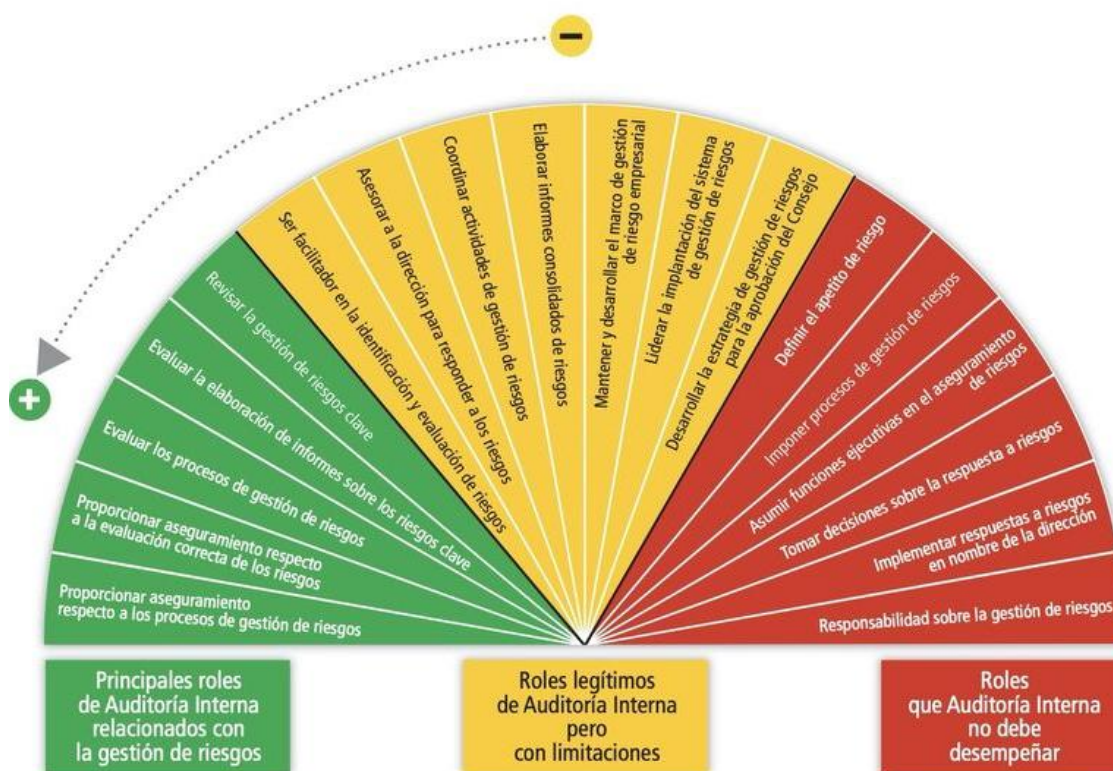 −
+
Proporcionar aseguramiento
respecto a los procesos de gestión de riesgos
Proporcionar aseguramiento respecto
a la evaluación correcta de los riesgos
Evaluar los procesos de gestión de riesgos
Evaluar la elaboración de informes sobre los riesgos clave
Revisar la gestión de riesgos clave
Ser facilitador en la identificación y evaluación de riesgos
Asesorar a la dirección para responder a los riesgos
Coordinar actividades de gestión de riesgos
Elaborar informes consolidados de riesgos
Mantener y desarrollar el marco de gestión
de riesgo empresarial
Liderar la implantación del sistema
de gestión de riesgos
Desarrollar la estrategia de gestión de riesgos
para la aprobación del Consejo
Definir el apetito de riesgo
Imponer procesos de gestión de riesgos
Asumir funciones ejecutivas en el aseguramiento
de riesgos
Tomar decisiones sobre la respuesta a riesgos
Implementar respuestas a riesgos
en nombre de la dirección
Responsabilidad sobre la gestión de riesgos
Principales roles
de Auditoría Interna
relacionados con
la gestión de riesgos
Roles legítimos
de Auditoría Interna
pero
con limitaciones
Roles
que Auditoría Interna
no debe
desempeñar